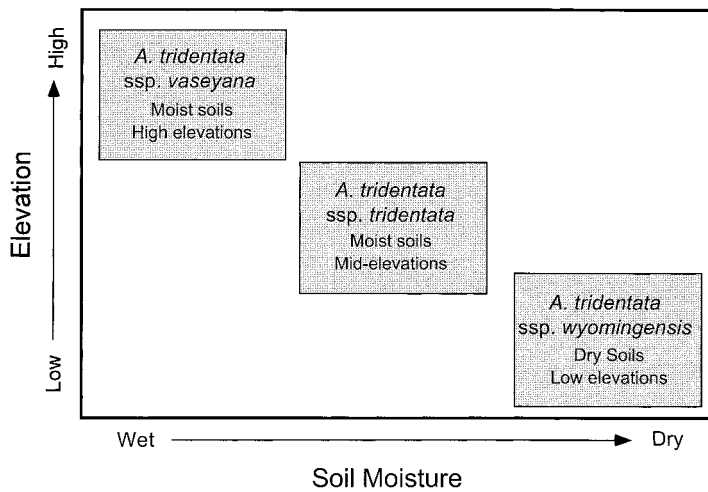 High
Elevation
Low
A. tridentata
ssp. vaseyana
Moist soils
High elevations
A. tridentata
ssp. tridentata
Moist soils
Mid-elevations
A. tridentata
ssp. wyomingensis
Dry Soils
Low elevations
Wet
Dry
Soil Moisture